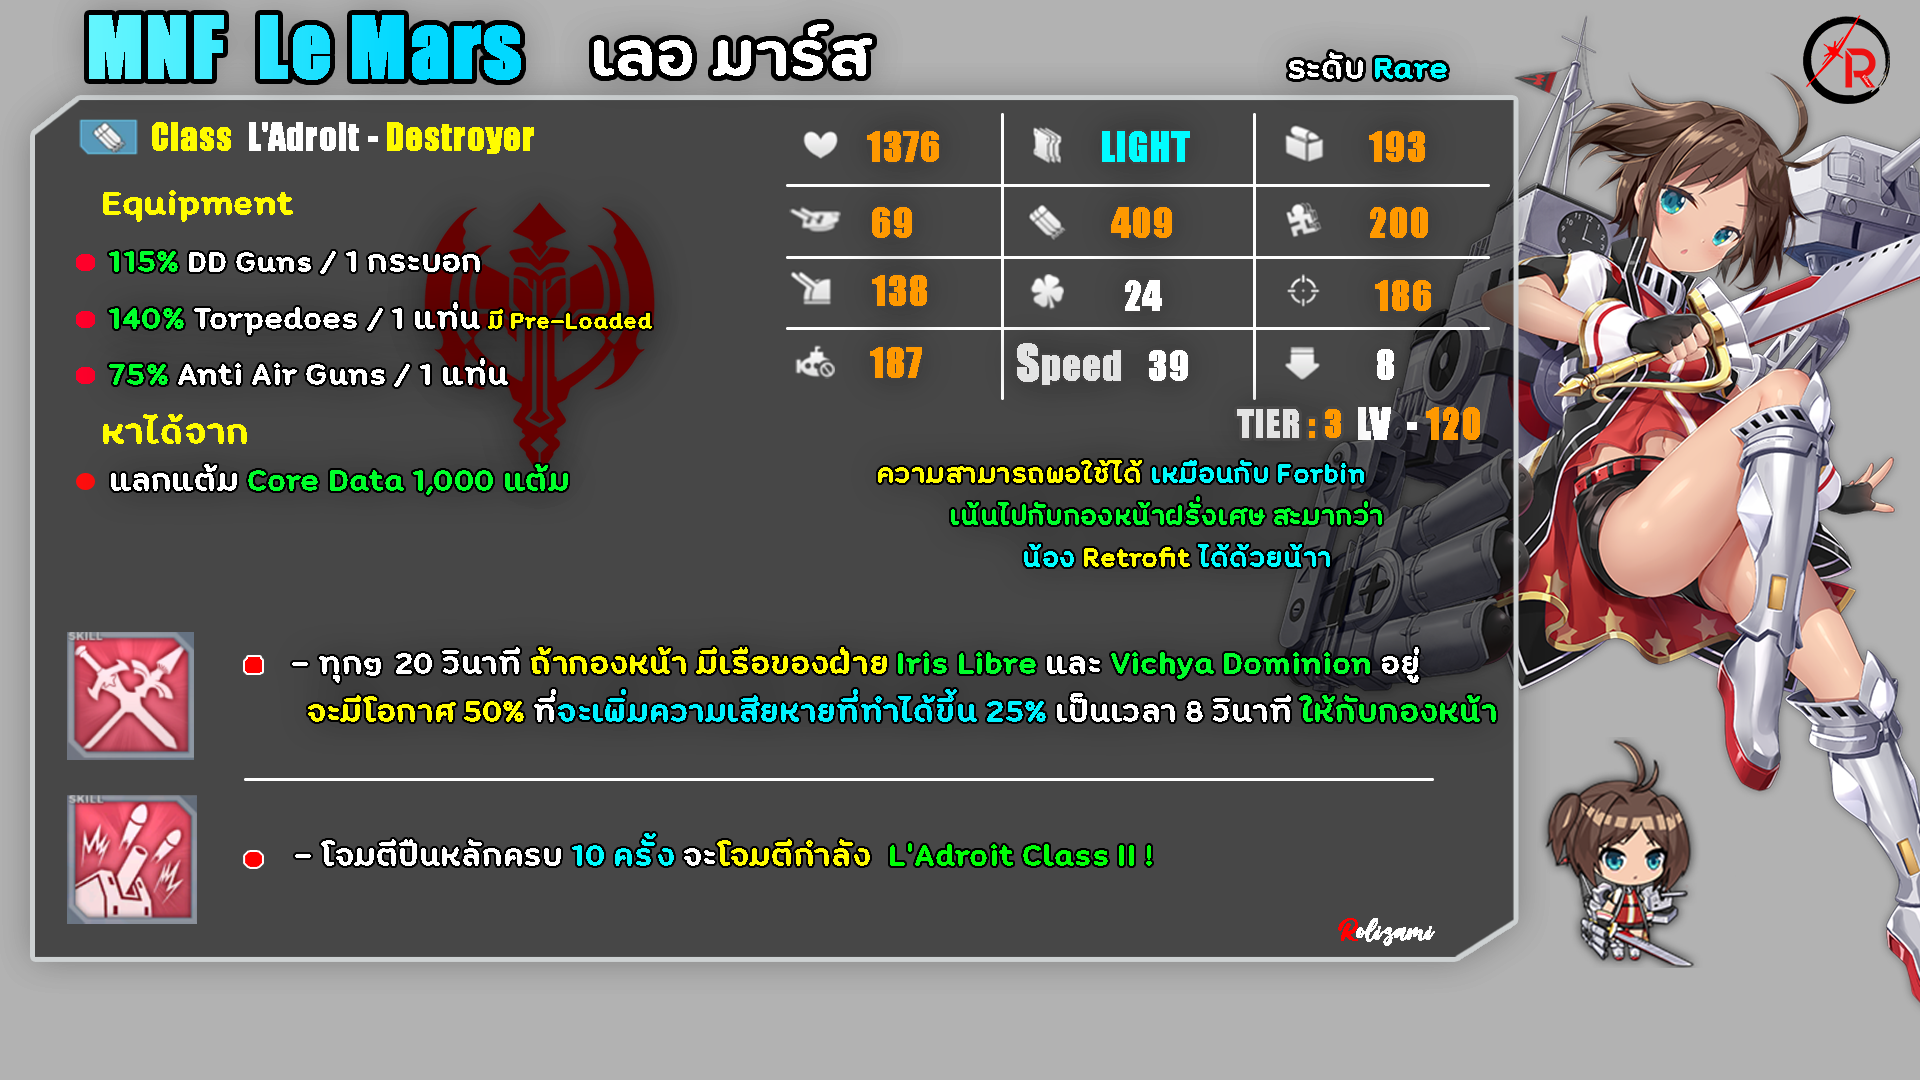 MNF Le Mars เลอ มาร์ส
ระดับ Rare
R
Class L'Adroit - Destroyer
Equipment
115% DD Guns / 1 กระบอก
140% Torpedoes / 1 แท่น มี Pre-Loaded
75% Anti Air Guns / 1 แท่น
หาได้จาก
แลกแต้ม Core Data 1,000 แต้ม
1376 LIGHT 193
69 409 200
138 24 186
187 Speed 39 8
TIER : 3 LV - 120
ความสามารถพอใช้ได้ เหมือนกับ Forbin
เน้นไปกับกองหน้าฝรั่งเศษ สะมากว่า
น้อง Retrofit ได้ด้วยน้าา
SKILL
- ทุกๆ 20 วินาที ถ้ากองหน้า มีเรือของฝ่าย Iris Libre และ Vichya Dominion อยู่
จะมีโอกาศ 50% ที่จะเพิ่มความเสียหายที่ทำได้ขึ้น 25% เป็นเวลา 8 วินาที ให้กับกองหน้า
SKILL
- โจมตีปืนหลักครบ 10 ครั้ง จะโจมตีกำลัง L'Adroit Class II !
Rolizami